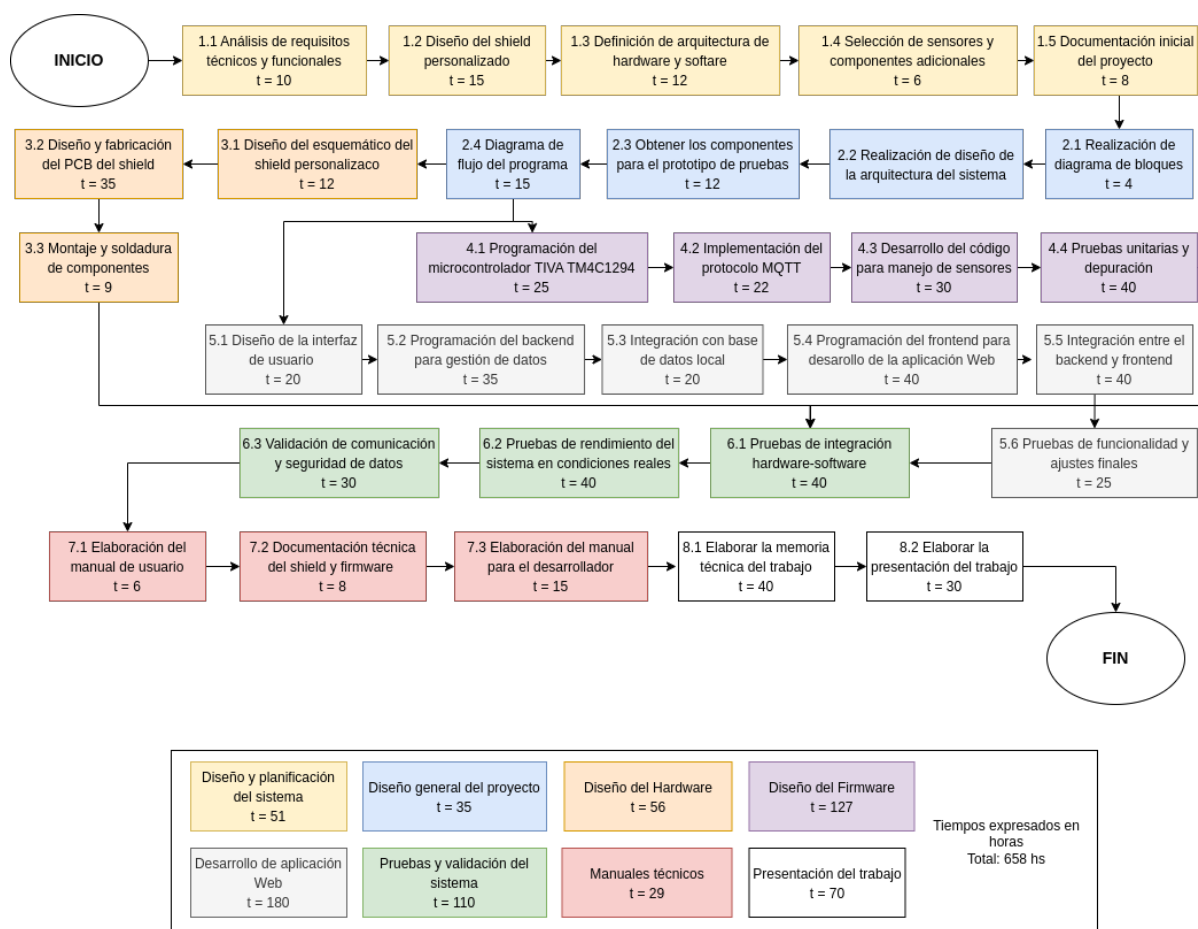 INICIO
1.1 Análisis de requisitos
técnicos y funcionales
t = 10
1.2 Diseño del shield
personalizado
t = 15
1.3 Definición de arquitectura de
hardware y softare
t = 12
1.4 Selección de sensores y
componentes adicionales
t = 6
1.5 Documentación inicial
del proyecto
t = 8
3.2 Diseño y fabricación
del PCB del shield
t = 35
3.1 Diseño del esquemático del
shield personalizaco
t = 12
2.4 Diagrama de
flujo del programa
t = 15
2.3 Obtener los componentes
para el prototipo de pruebas
t = 12
2.2 Realización de diseño de
la arquitectura del sistema
2.1 Realización de
diagrama de bloques
t = 4
3.3 Montaje y soldadura
de componentes
t = 9
4.1 Programación del
microcontrolador TIVA TM4C1294
t = 25
4.2 Implementación del
protocolo MQTT
t = 22
4.3 Desarrollo del código
para manejo de sensores
t = 30
4.4 Pruebas unitarias y
depuración
t = 40
5.1 Diseño de la interfaz
de usuario
t = 20
5.2 Programación del backend
para gestión de datos
t = 35
5.3 Integración con base
de datos local
t = 20
5.4 Programación del frontend para
desarollo de la aplicación Web
t = 40
5.5 Integración entre el
backend y frontend
t = 40
6.3 Validación de comunicación
y seguridad de datos
t = 30
6.2 Pruebas de rendimiento del
sistema en condiciones reales
t = 40
6.1 Pruebas de integración
hardware-software
t = 40
5.6 Pruebas de funcionalidad y
ajustes finales
t = 25
7.1 Elaboración del
manual de usuario
t = 6
7.2 Documentación técnica
del shield y firmware
t = 8
7.3 Elaboración del manual
para el desarrollador
t = 15
8.1 Elaborar la memoria
técnica del trabajo
t = 40
8.2 Elaborar la
presentación del trabajo
t = 30
FIN
Diseño y planificación
del sistema
t = 51
Diseño general del proyecto
t = 35
Diseño del Hardware
t = 56
Diseño del Firmware
t = 127
Tiempos expresados en
horas
Total: 658 hs
Desarrollo de aplicación
Web
t = 180
Pruebas y validación del
sistema
t = 110
Manuales técnicos
t = 29
Presentación del trabajo
t = 70